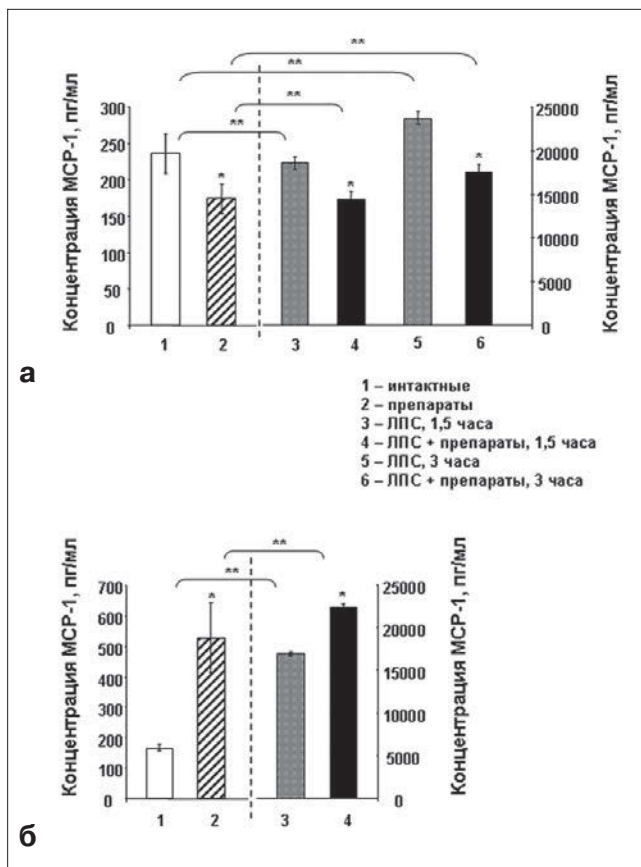 **
**
**
**
Концентрация МСР-1, пг/мл
300
250
200
150
100
50
0
*
*
*
25000
20000
15000
10000
5000
0
Концентрация МСР-1, пг/мл
1 2 3 4 5 6
а
1 – интактные
2 – препараты
3 – ЛПС, 1,5 часа
4 – ЛПС + препараты, 1,5 часа
5 – ЛПС, 3 часа
6 – ЛПС + препараты, 3 часа
**
**
Концентрация МСР-1, пг/мл
700
600
500
400
300
200
100
0
*
*
25000
20000
15000
10000
5000
0
Концентрация МСР-1, пг/мл
1 2 3 4
б